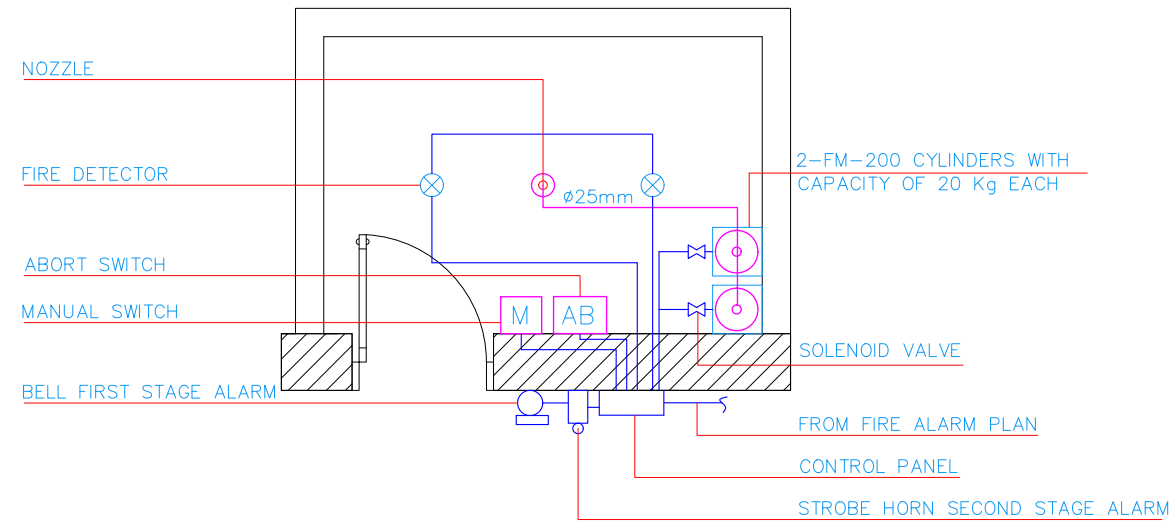 NOZZLE
2-FM-200 CYLINDERS WITH
CAPACITY OF 20 Kg EACH
FIRE DETECTOR
ø25mm
ABORT SWITCH
MANUAL SWITCH
M
AB
SOLENOID VALVE
BELL FIRST STAGE ALARM
FROM FIRE ALARM PLAN
CONTROL PANEL
STROBE HORN SECOND STAGE ALARM